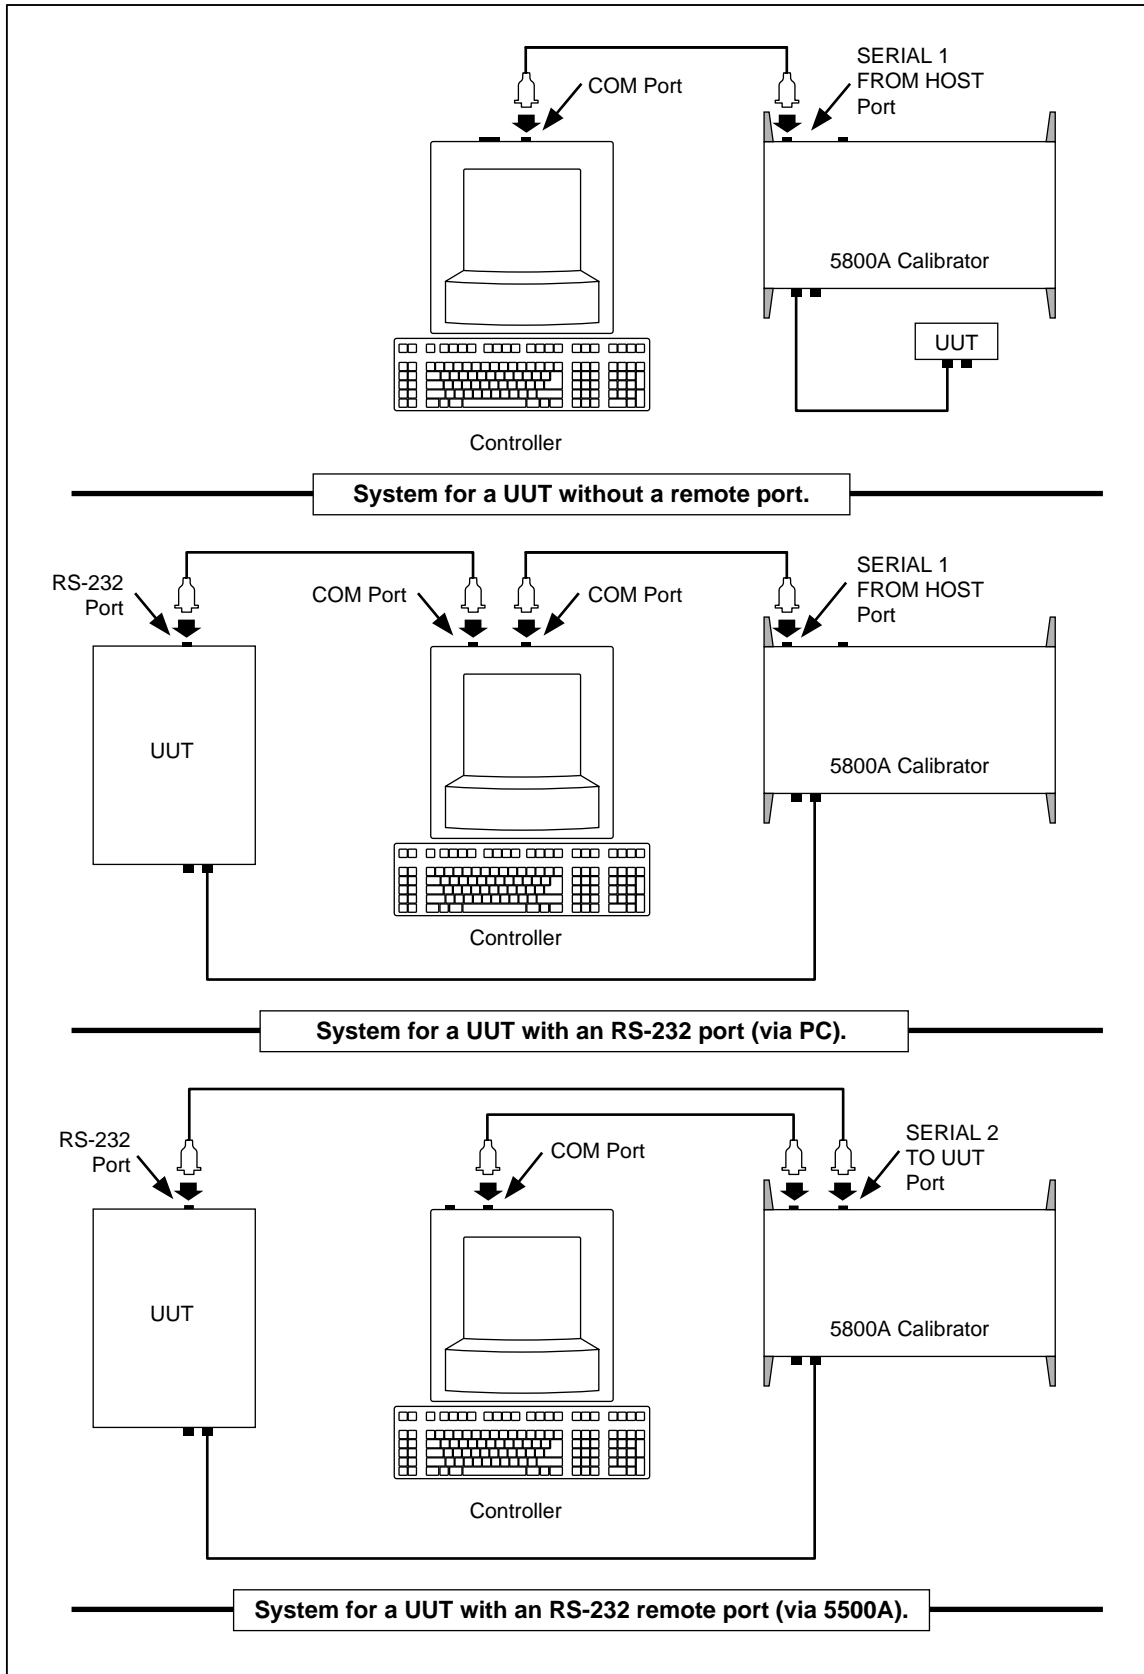 COM Port
SERIAL 1
FROM HOST
Port
5800A Calibrator
UUT
Controller
System for a UUT without a remote port.
RS-232
Port
COM Port
COM Port
SERIAL 1
FROM HOST
Port
UUT
5800A Calibrator
Controller
System for a UUT with an RS-232 port (via PC).
RS-232
Port
COM Port
SERIAL 2
TO UUT
Port
UUT
5800A Calibrator
Controller
System for a UUT with an RS-232 remote port (via 5500A).